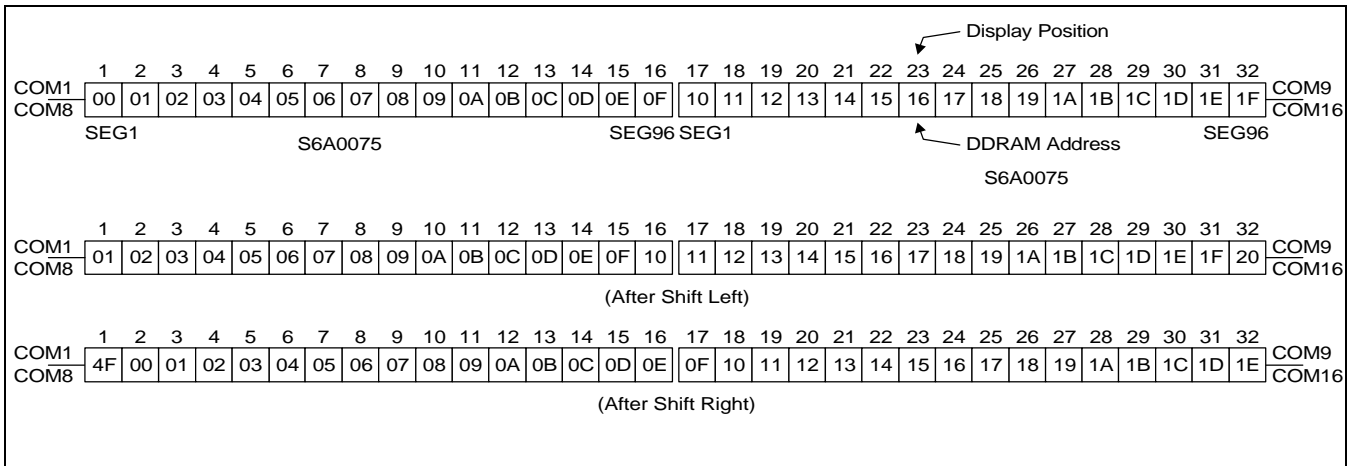 Display Position
1 2 3 4 5 6 7 8 9 10 11 12 13 14 15 16 17 18 19 20 21 22 23 24 25 26 27 28 29 30 31 32
COM1 COM9
00 01 02 03 04 05 06 07 08 09 0A 0B 0C 0D 0E 0F 10 11 12 13 14 15 16 17 18 19 1A 1B 1C 1D 1E 1F
COM8 COM16
SEG1 SEG96 SEG1 SEG96
S6A0075 DDRAM Address
S6A0075
1 2 3 4 5 6 7 8 9 10 11 12 13 14 15 16 17 18 19 20 21 22 23 24 25 26 27 28 29 30 31 32
COM1 COM9
01 02 03 04 05 06 07 08 09 0A 0B 0C 0D 0E 0F 10 11 12 13 14 15 16 17 18 19 1A 1B 1C 1D 1E 1F 20
COM8 COM16
(After Shift Left)
1 2 3 4 5 6 7 8 9 10 11 12 13 14 15 16 17 18 19 20 21 22 23 24 25 26 27 28 29 30 31 32
COM1 COM9
4F 00 01 02 03 04 05 06 07 08 09 0A 0B 0C 0D 0E 0F 10 11 12 13 14 15 16 17 18 19 1A 1B 1C 1D 1E
COM8 COM16
(After Shift Right)